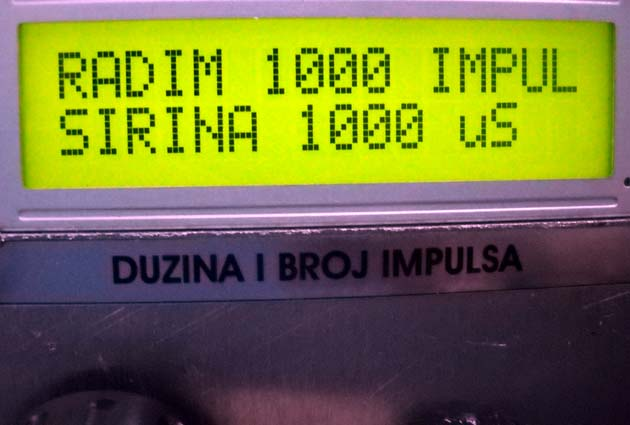 RADIM 1000 IMPUL
SIRINA 1000 uS
DUZINA I BROJ IMPULSA